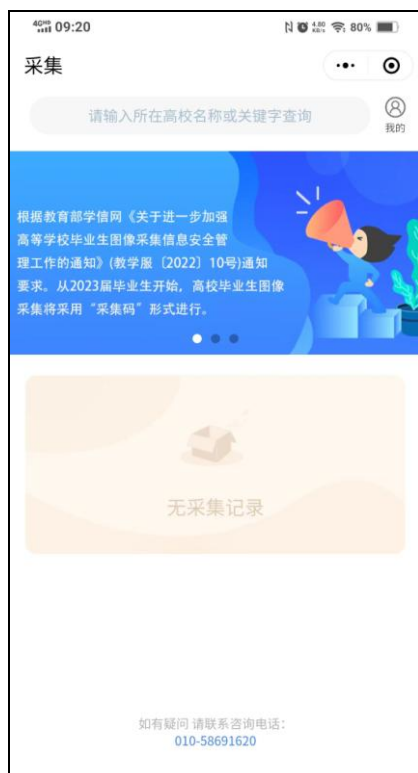 4GHD 09:20 4.80 KB/s 80%
采集
请输入所在高校名称或关键字查询
我的
根据教育部学信网《关于进一步加强
高等学校毕业生图像采集信息安全管
理工作的通知》(教学服〔2022〕10号)通知
要求。从2023届毕业生开始，高校毕业生图像
采集将采用“采集码”形式进行。
无采集记录
如有疑问 请联系咨询电话：
010-58691620